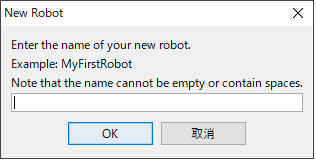 New Robot
Enter the name of your new robot.
Example: MyFirstRobot
Note that the name cannot be empty or contain spaces.
OK
取消